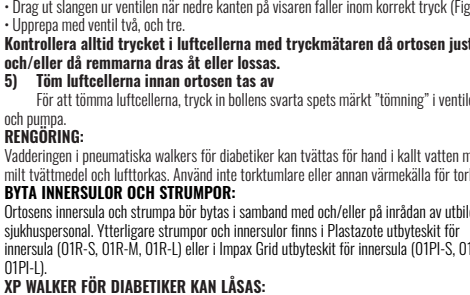 • Drag ut slangen ur ventilen när nedre kanten på visaren faller inom korrekt tryck (Fig
• Upprepa med ventil två, och tre.
Kontrollera alltid trycket i luftcellerna med tryckmätaren då ortosen just
och/eller då remmarna dras åt eller lossas.
5) Töm luftcellerna innan ortosen tas av
För att tömma luftcellerna, tryck in bollens svarta spets märkt ”tömning” i ventile
och pumpa.
RENGÖRING:
Vadderingen i pneumatiska walkers för diabetiker kan tvättas för hand i kallt vatten m
milt tvättmedel och lufttorkas. Använd inte torktumlare eller annan värmekälla för tor
BYTA INNERSULOR OCH STRUMPOR:
Ortosens innersula och strumpa bör bytas i samband med och/eller på inrådan av utbil
sjukhuspersonal. Ytterligare strumpor och innersulor finns i Plastazote utbyteskit för
innersula (01R-S, 01R-M, 01R-L) eller i Impax Grid utbyteskit för innersula (01PI-S, 01
01PI-L).
XP WALKER FÖR DIABETIKER KAN LÅSAS: